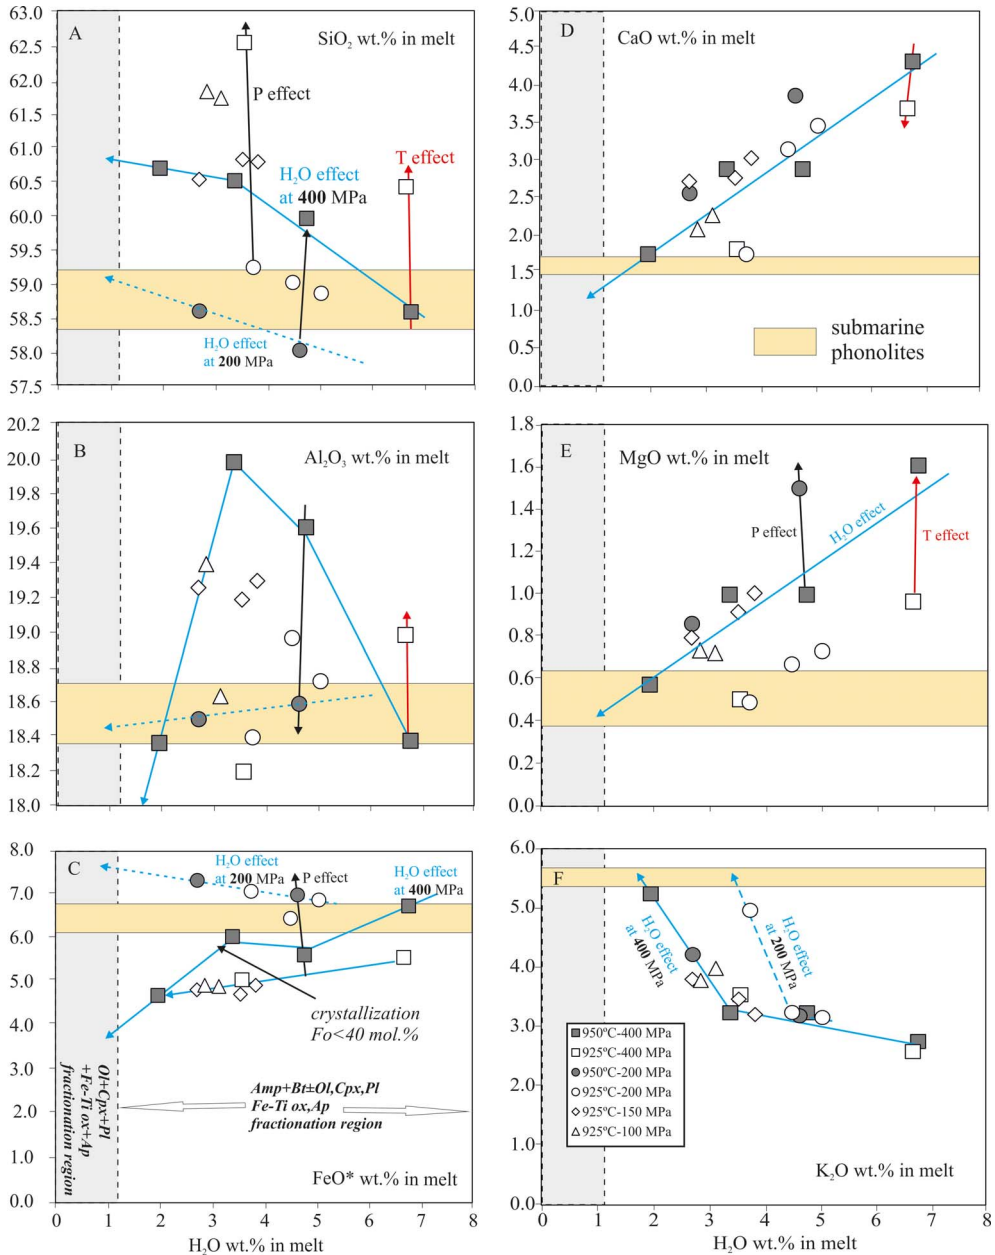 A
SiO₂ wt.% in melt
63.0
62.5
62.0
61.5
61.0
60.5
60.0
59.5
59.0
58.5
58.0
57.5
P effect
T effect
H₂O effect
at 400 MPa
H₂O effect
at 200 MPa
D
CaO wt.% in melt
5.0
4.5
4.0
3.5
3.0
2.5
2.0
1.5
1.0
0.5
0.0
submarine
phonolites
B
Al₂O₃ wt.% in melt
20.2
20.0
19.6
19.2
19.0
18.8
18.6
18.4
18.2
18.0
E
MgO wt.% in melt
1.8
1.6
1.4
1.2
1.0
0.8
0.6
0.4
0.2
0.0
P effect
H₂O effect
T effect
C
8.0
7.0
6.0
5.0
4.0
3.0
2.0
1.0
0.0
H₂O effect
at 200 MPa
P effect
H₂O effect
at 400 MPa
crystallization
Fo<40 mol.%
Ol+Cpx+Pl
+Fe-Ti ox+Ap
fractionation region
Amp+Bt±Ol,Cpx,Pl
Fe-Ti ox,Ap
fractionation region
FeO* wt.% in melt
0 1 2 3 4 5 6 7 8
H₂O wt.% in melt
F
6.0
5.0
4.0
3.0
2.0
1.0
0.0
H₂O effect
at 400 MPa
H₂O effect
at 200 MPa
950ºC-400 MPa
925ºC-400 MPa
950ºC-200 MPa
925ºC-200 MPa
925ºC-150 MPa
925ºC-100 MPa
K₂O wt.% in melt
0 1 2 3 4 5 6 7 8
H₂O wt.% in melt